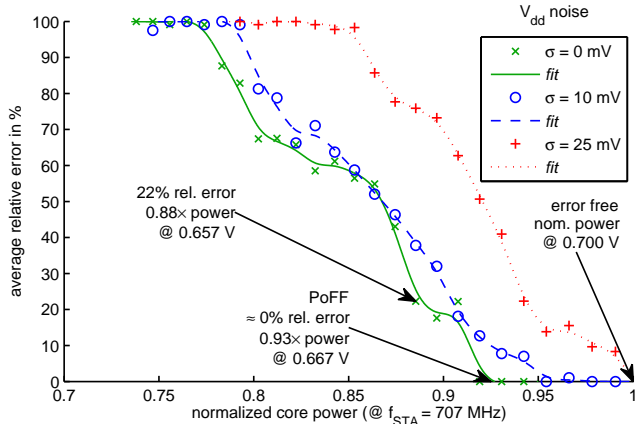 V_dd noise
σ = 0 mV
fit
σ = 10 mV
fit
σ = 25 mV
fit
100
90
80
70
60
50
40
30
20
10
0
average relative error in %
22% rel. error
0.88× power
@ 0.657 V
PoFF
≈ 0% rel. error
0.93× power
@ 0.667 V
error free
nom. power
@ 0.700 V
0.7
0.75
0.8
0.85
0.9
0.95
1
normalized core power (@ f_STA = 707 MHz)